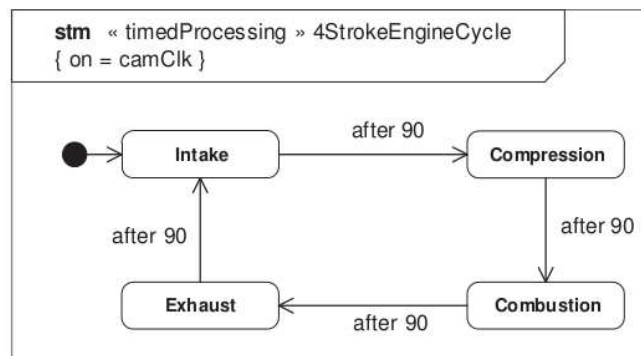 stm « timedProcessing » 4StrokeEngineCycle
{ on = camClk }
after 90
Intake
Compression
after 90
after 90
Exhaust
Combustion
after 90